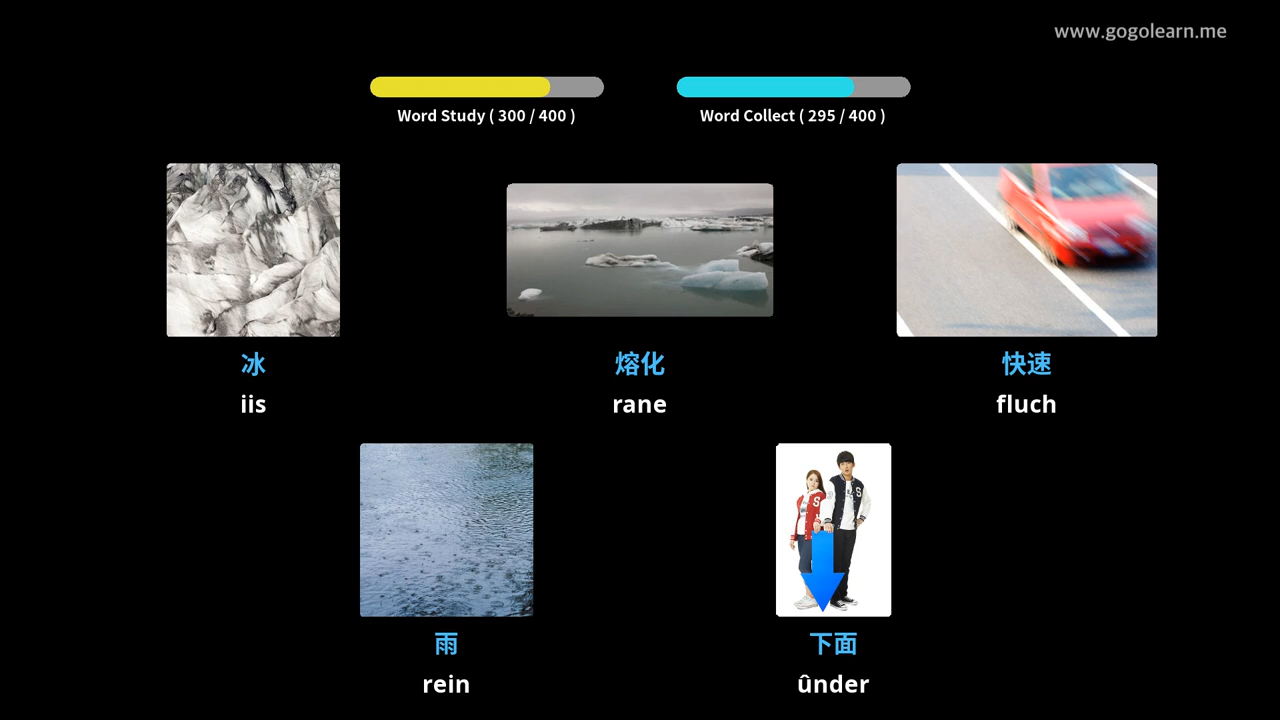 www.gogolearn.me
Word Study ( 300 / 400 )
Word Collect ( 295 / 400 )
冰
iis
熔化
rane
快速
fluch
雨
rein
下面
ûnder